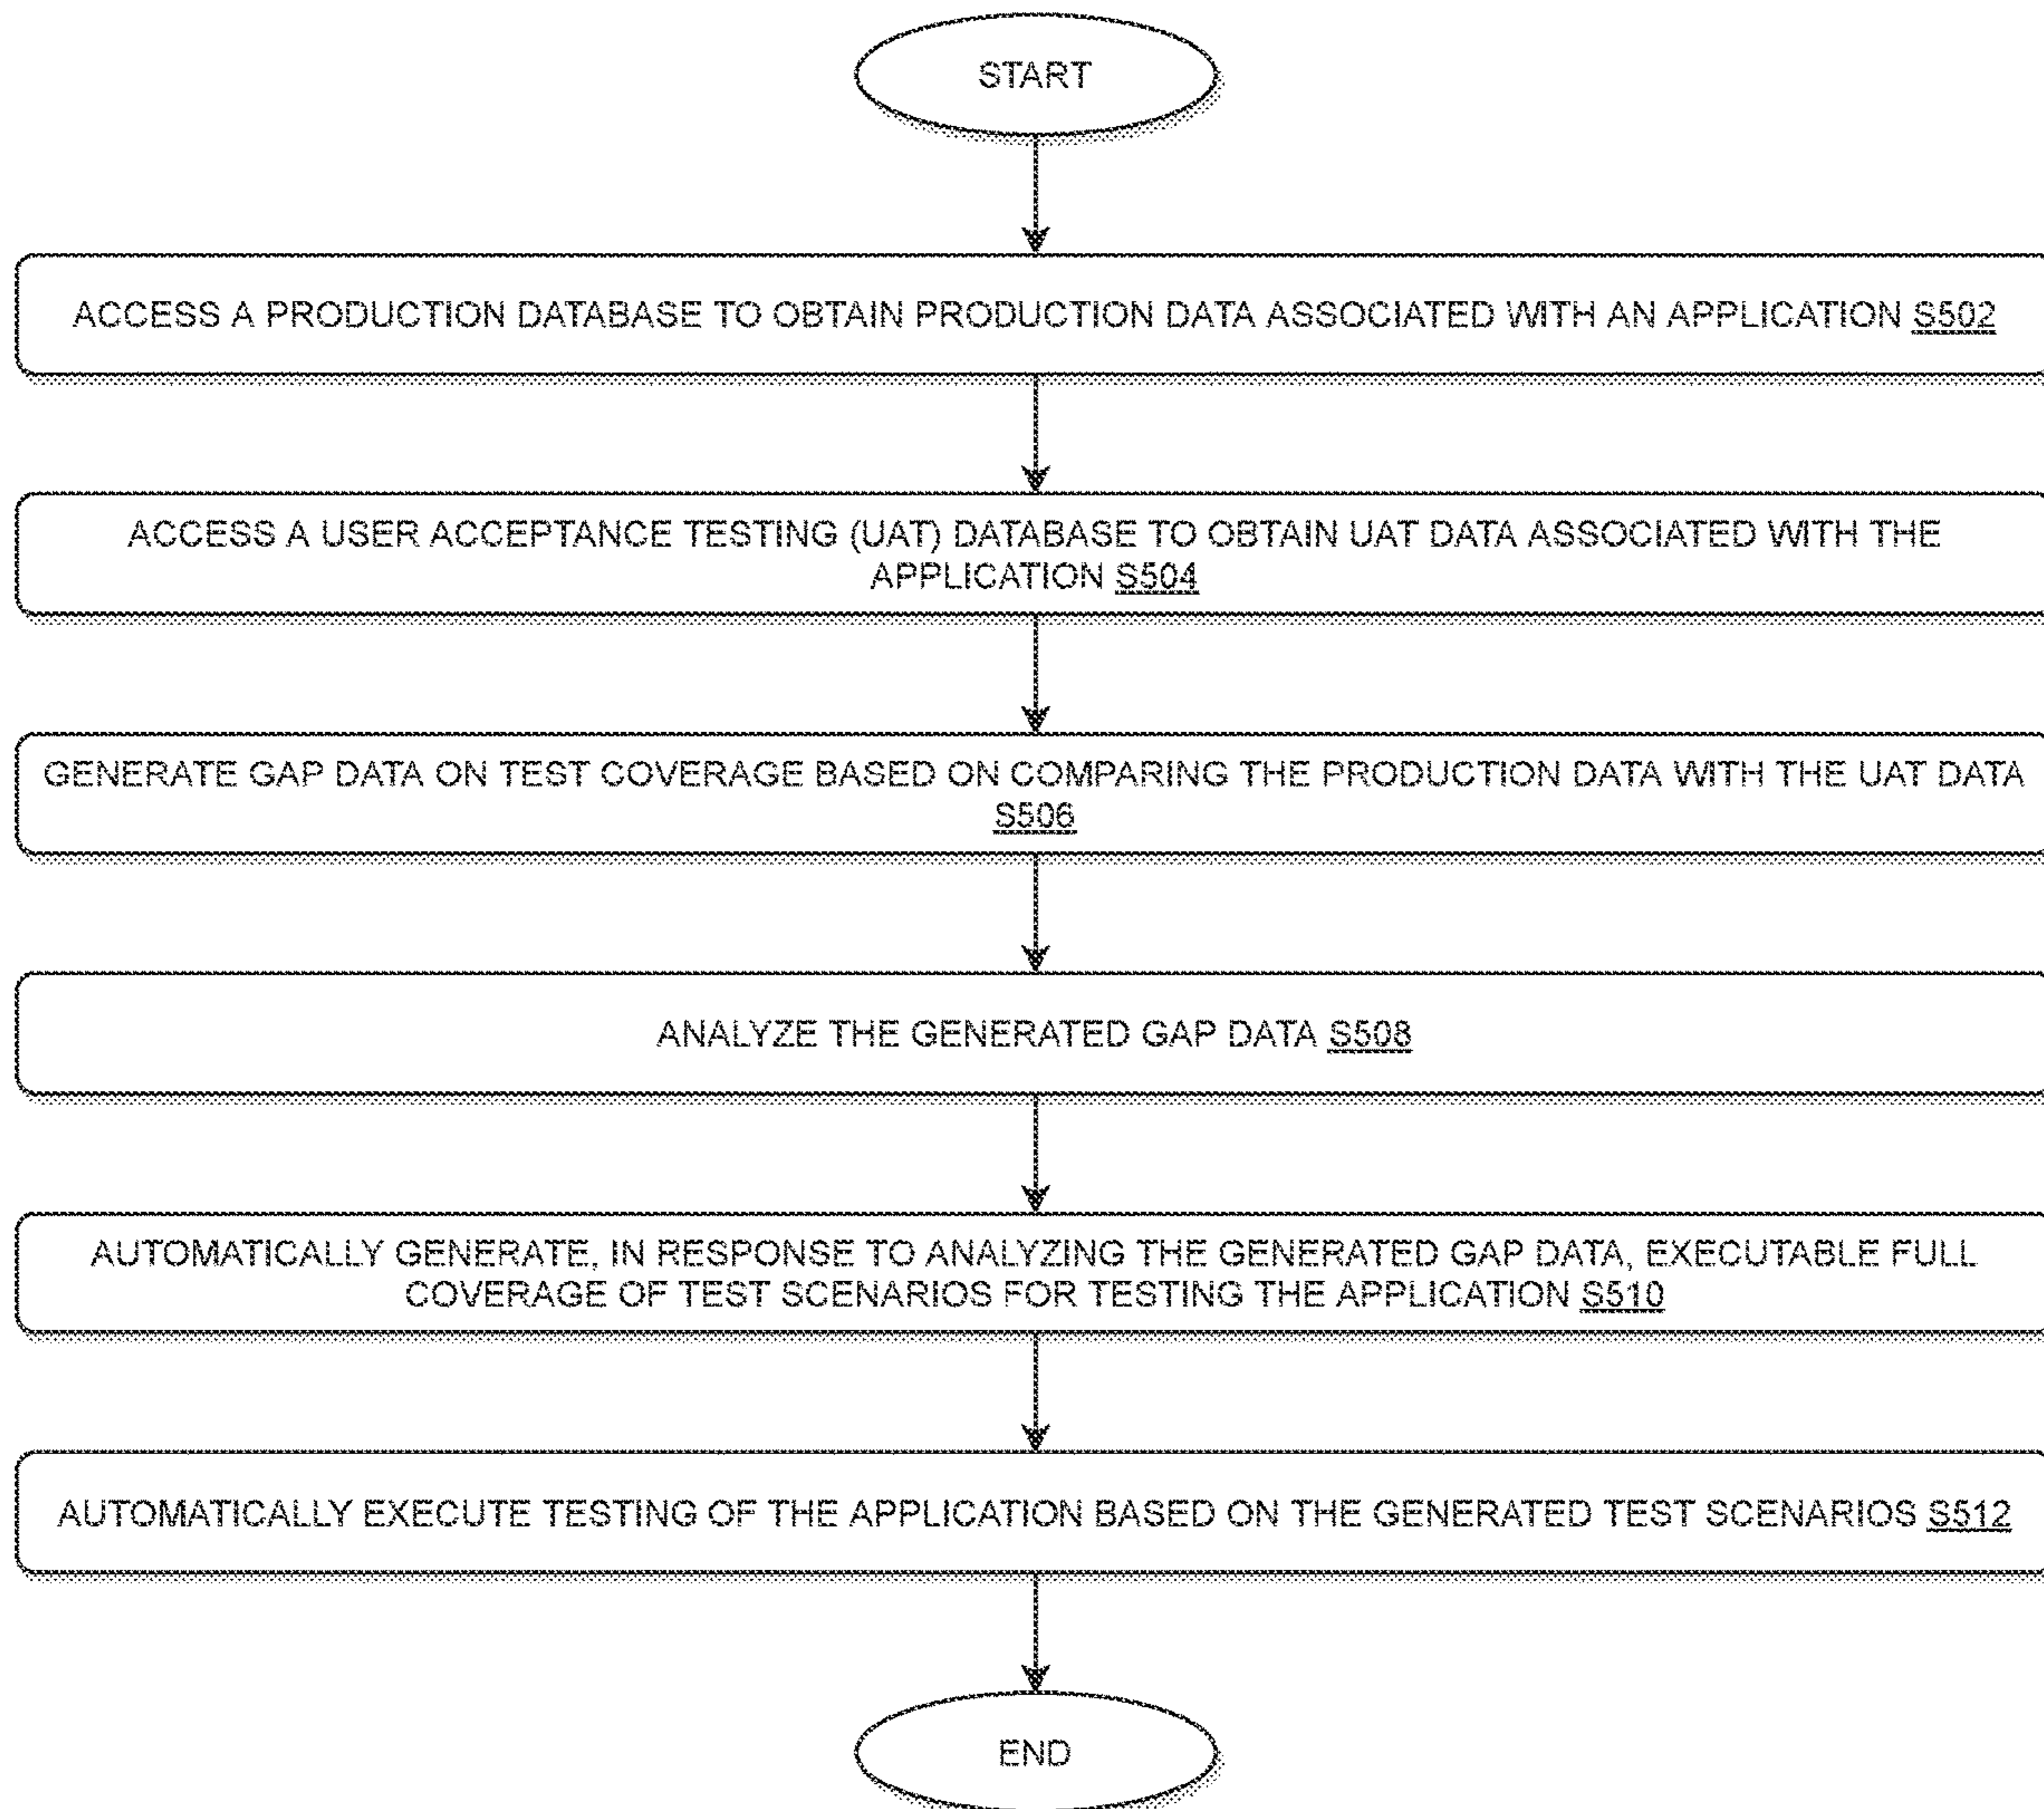 START
ACCESS A PRODUCTION DATABASE TO OBTAIN PRODUCTION DATA ASSOCIATED WITH AN APPLICATION S502
ACCESS A USER ACCEPTANCE TESTING (UAT) DATABASE TO OBTAIN UAT DATA ASSOCIATED WITH THE
APPLICATION S504
GENERATE GAP DATA ON TEST COVERAGE BASED ON COMPARING THE PRODUCTION DATA WITH THE UAT DATA
S506
ANALYZE THE GENERATED GAP DATA S508
AUTOMATICALLY GENERATE, IN RESPONSE TO ANALYZING THE GENERATED GAP DATA, EXECUTABLE FULL
COVERAGE OF TEST SCENARIOS FOR TESTING THE APPLICATION S510
AUTOMATICALLY EXECUTE TESTING OF THE APPLICATION BASED ON THE GENERATED TEST SCENARIOS S512
END